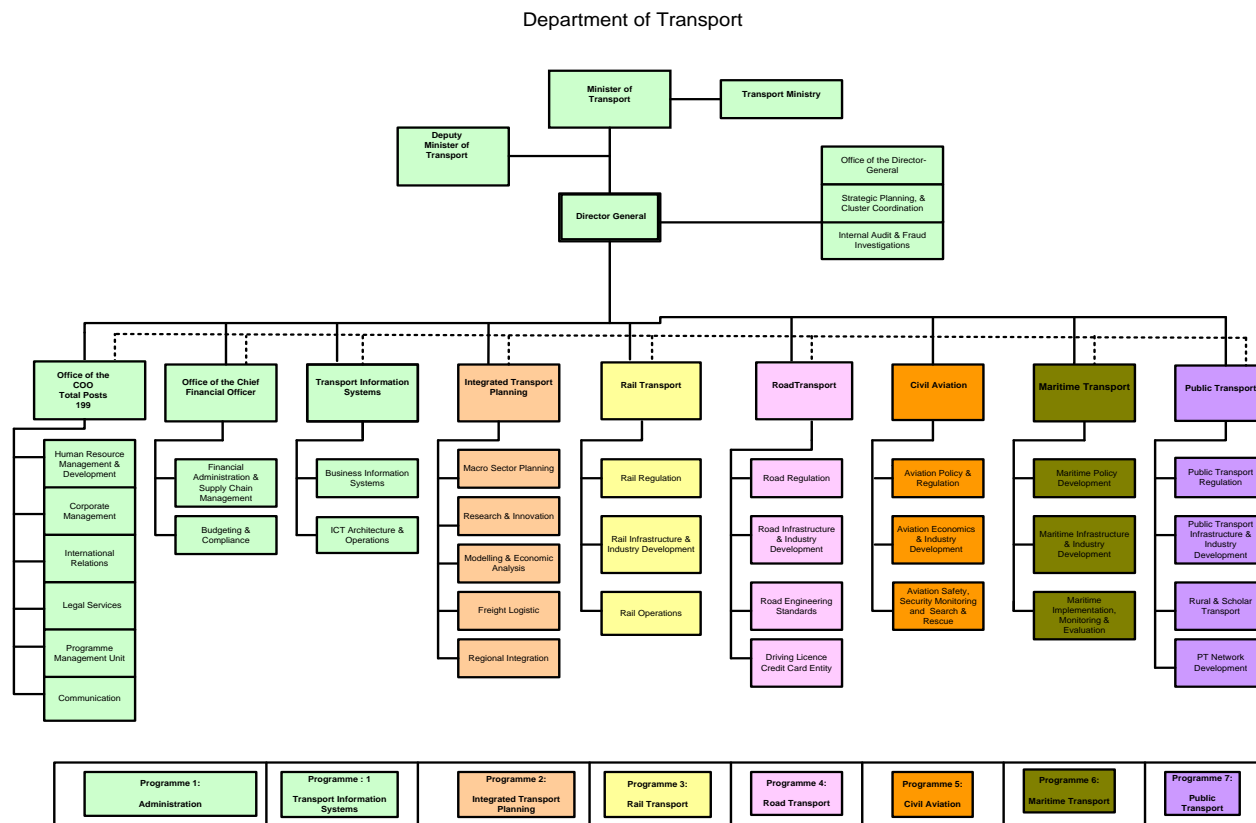 Department of Transport
Minister of
Transport
Transport Ministry
Deputy
Minister of
Transport
Office of the Director-
General
Strategic Planning, &
Cluster Coordination
Internal Audit & Fraud
Investigations
Director General
Office of the
COO
Total Posts
199
Office of the Chief
Financial Officer
Transport Information
Systems
Integrated Transport
Planning
Rail Transport
RoadTransport
Civil Aviation
Maritime Transport
Public Transport
Human Resource
Management &
Development
Corporate
Management
International
Relations
Legal Services
Programme
Management Unit
Communication
Financial
Administration &
Supply Chain
Management
Budgeting &
Compliance
Business Information
Systems
ICT Architecture &
Operations
Macro Sector Planning
Research & Innovation
Modelling & Economic
Analysis
Freight Logistic
Regional Integration
Rail Regulation
Rail Infrastructure &
Industry Development
Rail Operations
Road Regulation
Road Infrastructure
& Industry
Development
Road Engineering
Standards
Driving Licence
Credit Card Entity
Aviation Policy &
Regulation
Aviation Economics
& Industry
Development
Aviation Safety,
Security Monitoring
and Search &
Rescue
Maritime Policy
Development
Maritime Infrastructure
& Industry
Development
Maritime
Implementation,
Monitoring &
Evaluation
Public Transport
Regulation
Public Transport
Infrastructure &
Industry
Development
Rural & Scholar
Transport
PT Network
Development
Programme 1:
Administration
Programme : 1
Transport Information
Systems
Programme 2:
Integrated Transport
Planning
Programme 3:
Rail Transport
Programme 4:
Road Transport
Programme 5:
Civil Aviation
Programme 6:
Maritime Transport
Programme 7:
Public
Transport